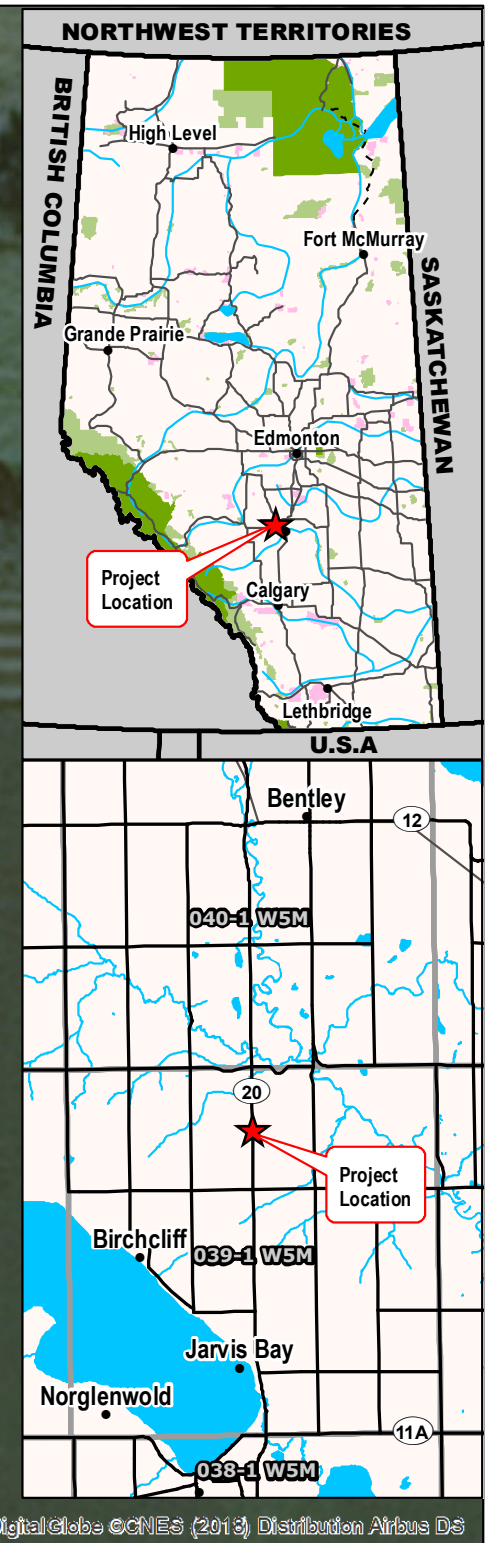 NORTHWEST TERRITORIES
BRITISH COLUMBIA
High Level
Fort McMurray
SASKATCHEWAN
Grande Prairie
Edmonton
Project
Location
Calgary
Lethbridge
U.S.A
Bentley
12
040-1 W5M
20
Project
Location
Birchcliff
039-1 W5M
Jarvis Bay
Norglenwold
11A
038-1 W5M
DigitalGlobe ©CNES (2018) Distribution Airbus DS